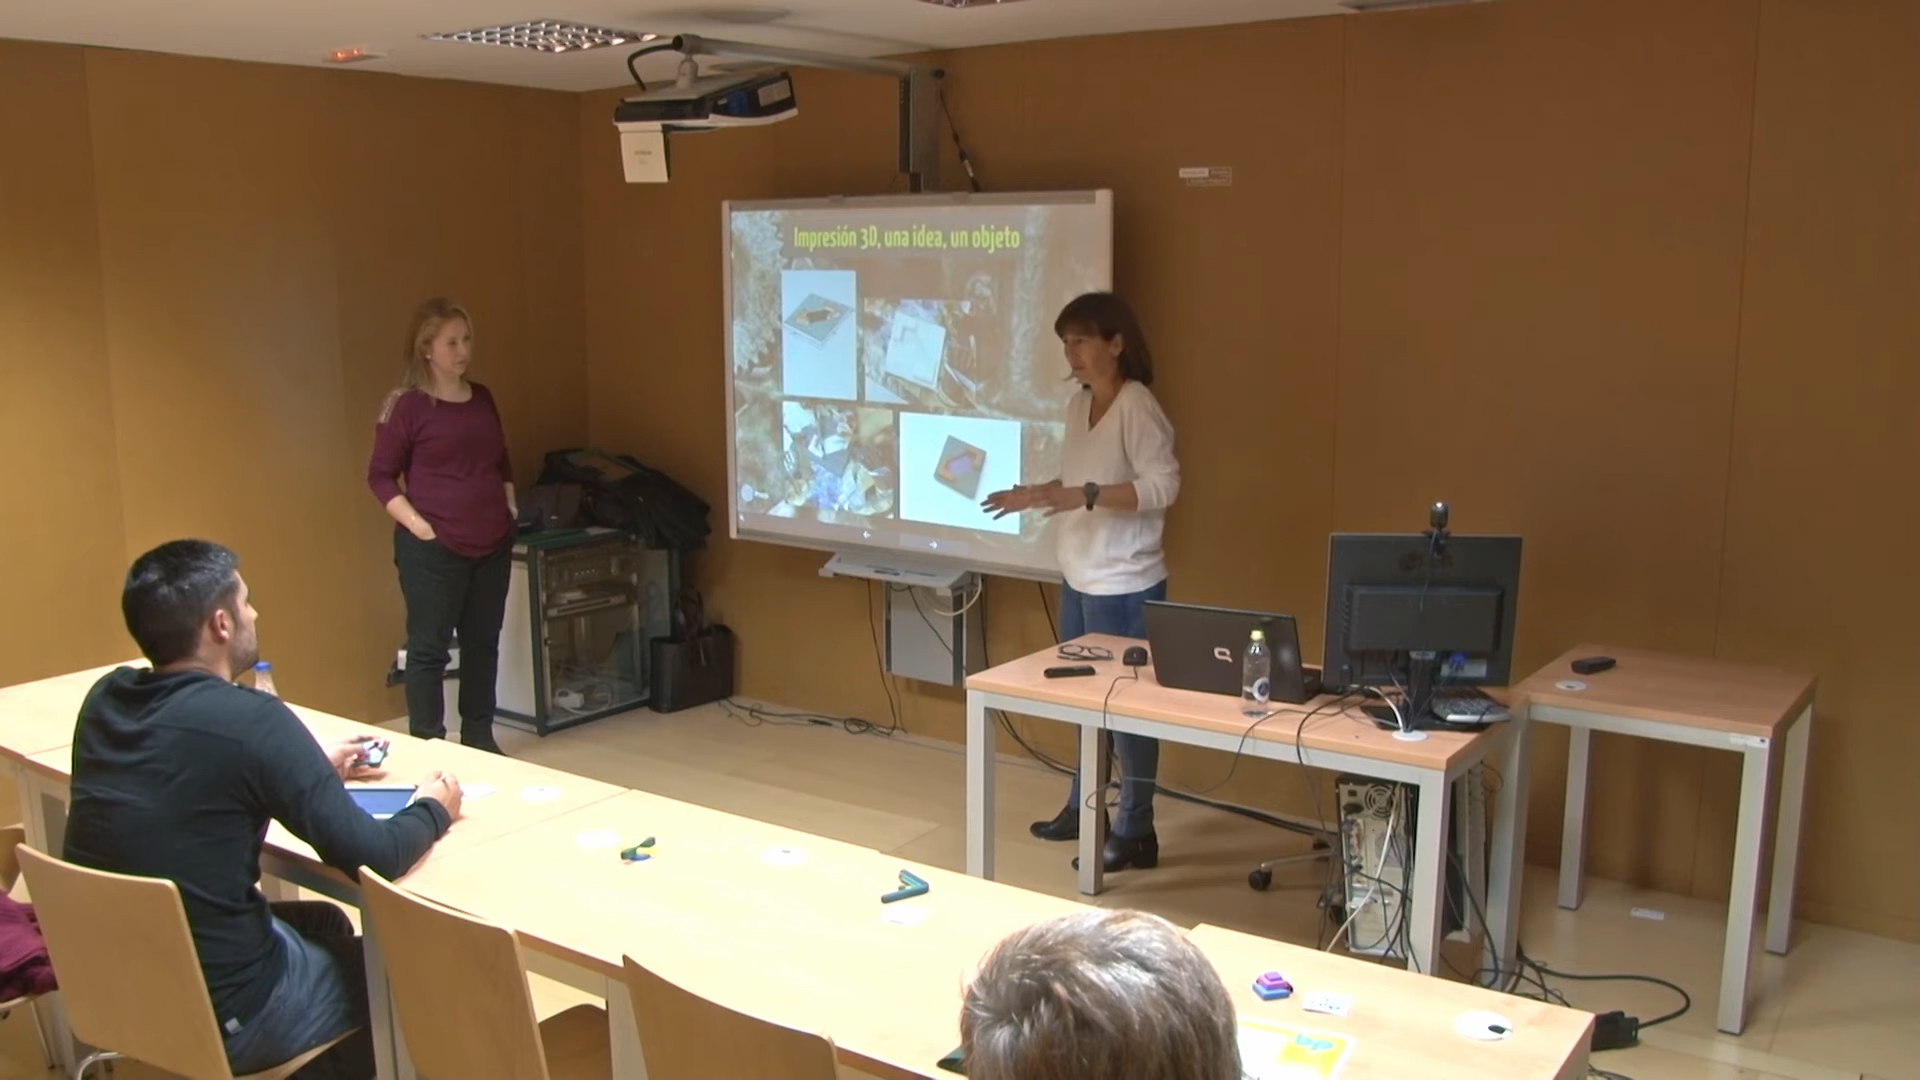 Impresión 3D, una idea, un objeto